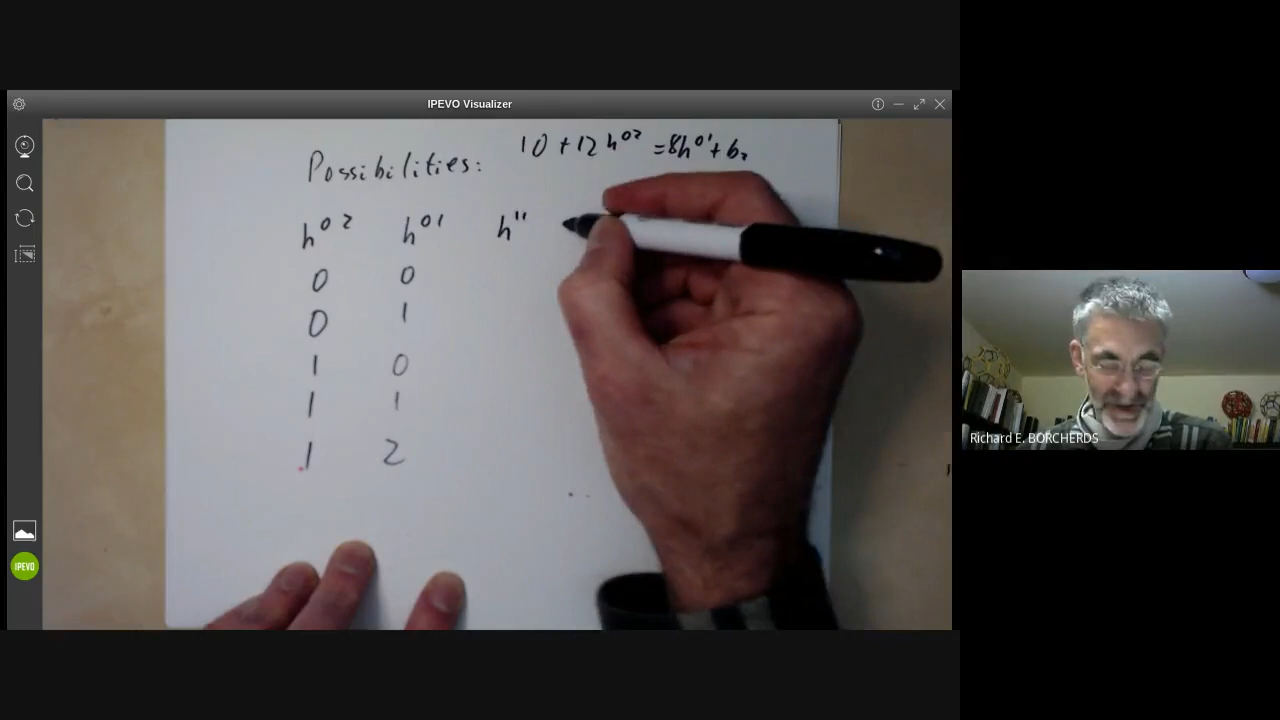 IPEVO Visualizer
Possibilities: 10 + 12 h⁰² = 8h⁰¹ + b₂
h⁰² h⁰¹ h¹¹
0 0
0 1
1 0
1 1
1 2
Richard E. BORCHERDS
IPEVO